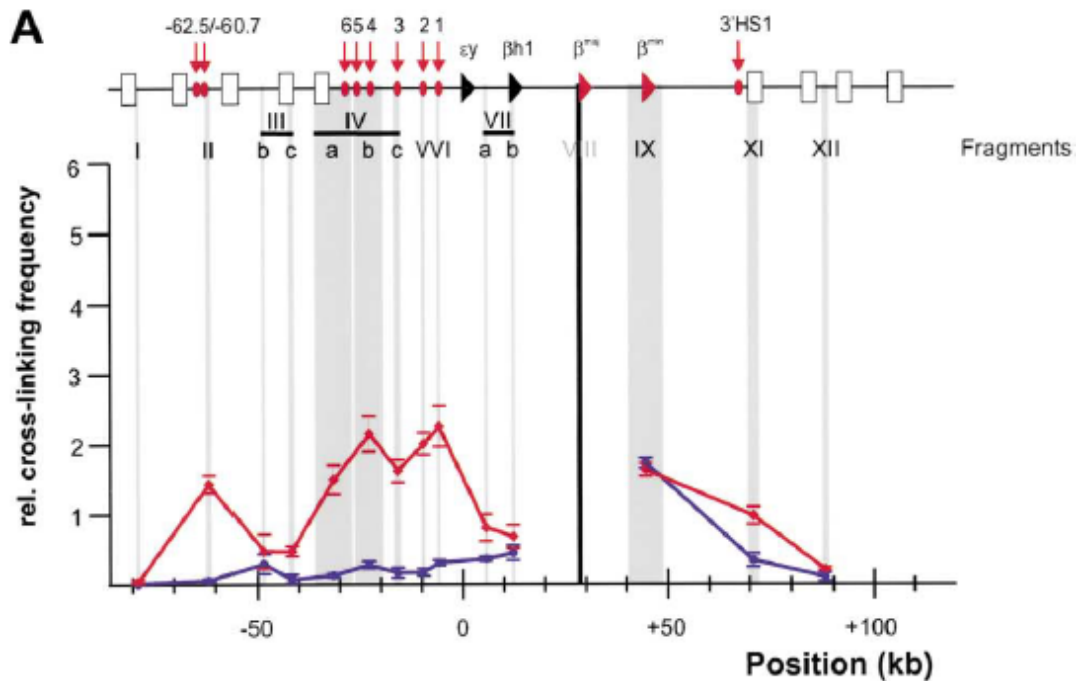 A
-62.5/-60.7 6 5 4 3 2 1 εy βh1 β^maj β^min 3'HS1
III IV VII
I II b c a b c V VI a b VIII IX XI XII Fragments
rel. cross-linking frequency
6
5
4
3
2
1
-50 0 +50 +100
Position (kb)